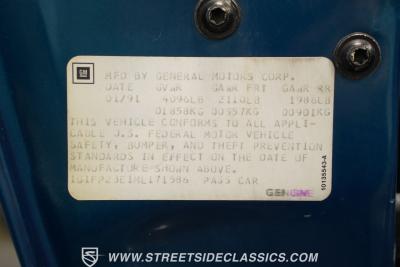 GM
MFD BY GENERAL MOTORS CORP.
DATE GVWR GAWR FRT GAWR RR
01/91 4096LB 2110LB 1986LB
01858KG 00957KG 00901KG
THIS VEHICLE CONFORMS TO ALL APPLI-
CABLE U.S. FEDERAL MOTOR VEHICLE
SAFETY, BUMPER, AND THEFT PREVENTION
STANDARDS IN EFFECT ON THE DATE OF
MANUFACTURE SHOWN ABOVE.
1G1FP23E1ML171586 PASS CAR
GENUINE
10135543-A
STREETSIDE
WWW.STREETSIDECLASSICS.COM